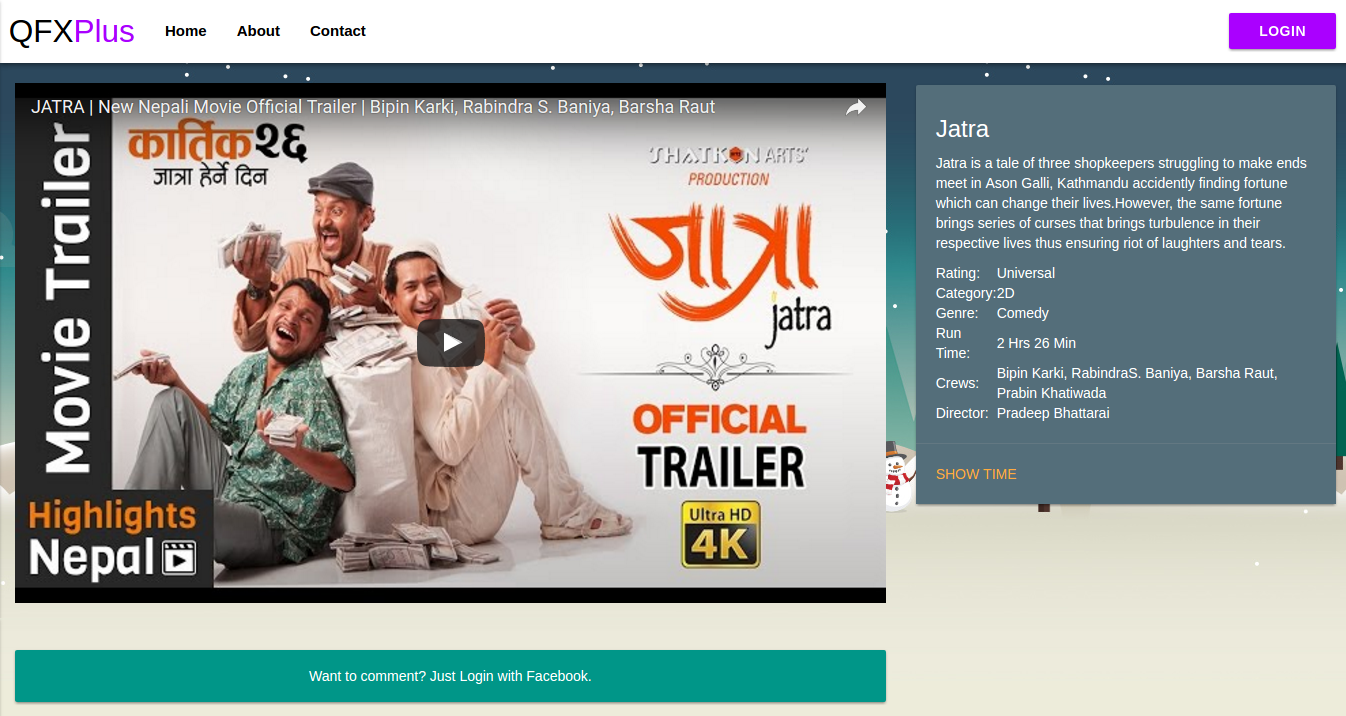 QFXPlus
Home
About
Contact
LOGIN
JATRA | New Nepali Movie Official Trailer | Bipin Karki, Rabindra S. Baniya, Barsha Raut
Movie Trailer
कार्तिक २६
जात्रा हेर्ने दिन
SHATKON ARTS'
PRODUCTION
जात्रा
jatra
OFFICIAL
TRAILER
Ultra HD
4K
Highlights
Nepal
Jatra
Jatra is a tale of three shopkeepers struggling to make ends
meet in Ason Galli, Kathmandu accidently finding fortune
which can change their lives.However, the same fortune
brings series of curses that brings turbulence in their
respective lives thus ensuring riot of laughters and tears.
Rating: Universal
Category:2D
Genre: Comedy
Run
Time: 2 Hrs 26 Min
Crews: Bipin Karki, RabindraS. Baniya, Barsha Raut,
Prabin Khatiwada
Director: Pradeep Bhattarai
SHOW TIME
Want to comment? Just Login with Facebook.